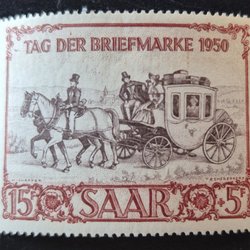 TAG DER BRIEFMARKE 1950
15 SAAR +5